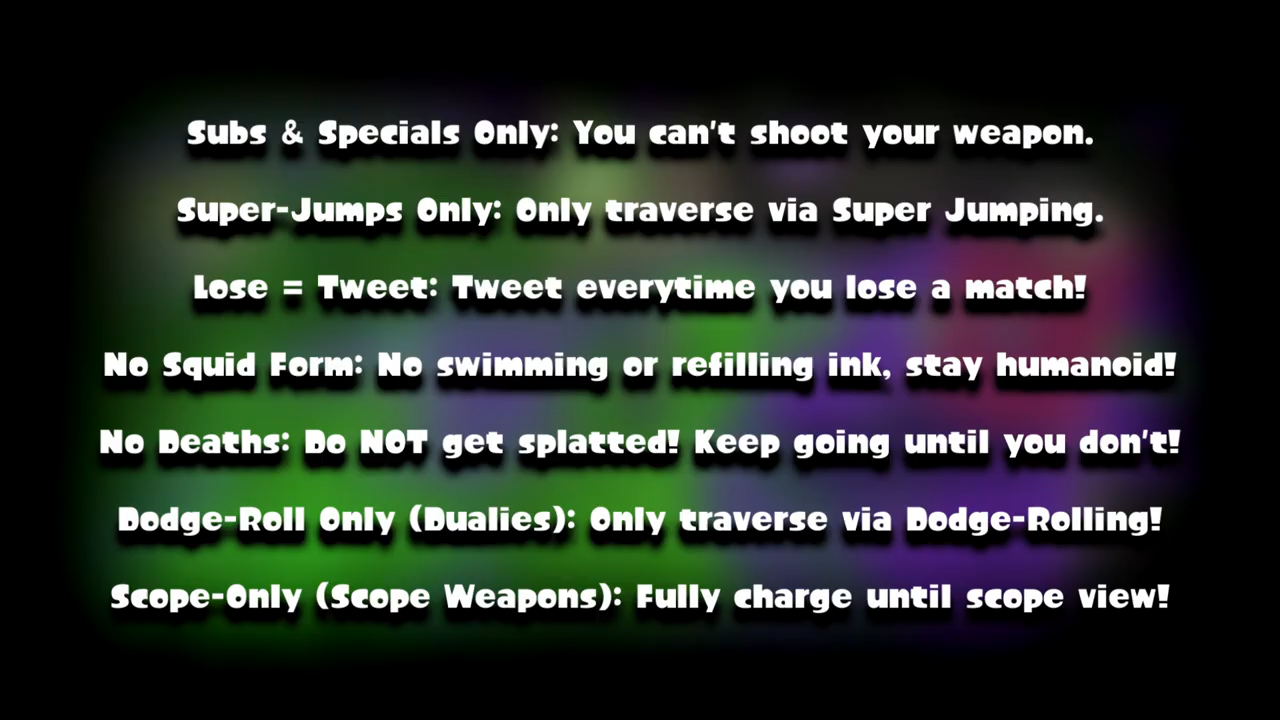 Subs & Specials Only: You can't shoot your weapon.
Super-Jumps Only: Only traverse via Super Jumping.
Lose = Tweet: Tweet everytime you lose a match!
No Squid Form: No swimming or refilling ink, stay humanoid!
No Deaths: Do NOT get splatted! Keep going until you don't!
Dodge-Roll Only (Dualies): Only traverse via Dodge-Rolling!
Scope-Only (Scope Weapons): Fully charge until scope view!